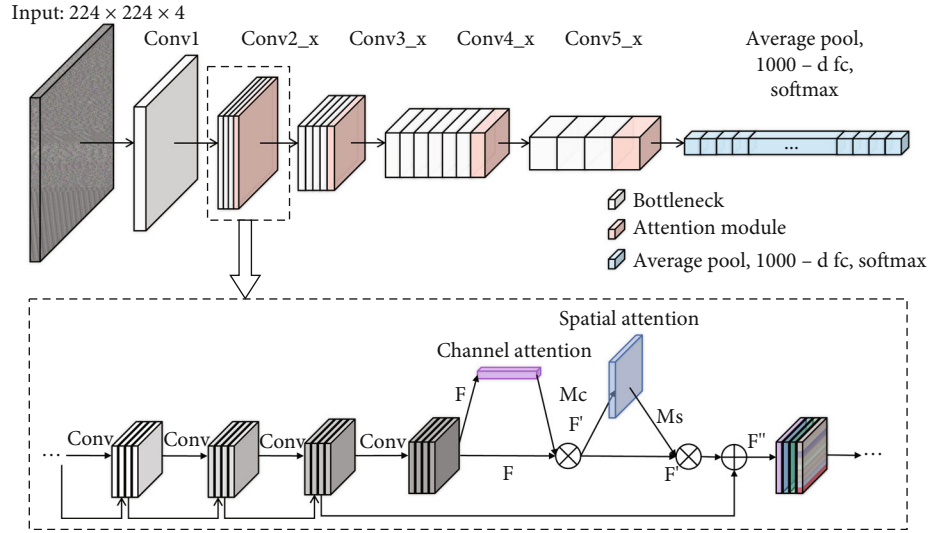 Input: 224 × 224 × 4
Conv1
Conv2_x
Conv3_x
Conv4_x
Conv5_x
Average pool,
1000 – d fc,
softmax
...
Bottleneck
Attention module
Average pool, 1000 – d fc, softmax
Spatial attention
Channel attention
F
Mc
F'
Ms
...
Conv
Conv
Conv
Conv
F
F'
F"
...